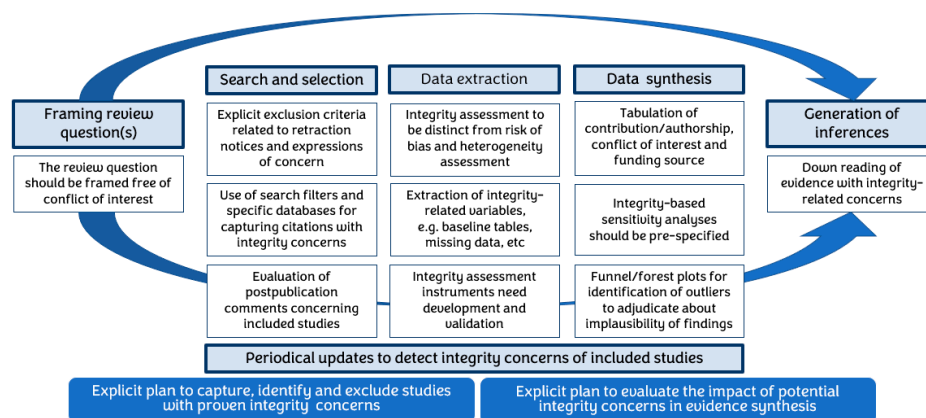 Framing review
question(s)
The review question
should be framed free of
conflict of interest
Search and selection
Explicit exclusion criteria
related to retraction
notices and expressions
of concern
Use of search filters and
specific databases for
capturing citations with
integrity concerns
Evaluation of
postpublication
comments concerning
included studies
Data extraction
Integrity assessment to
be distinct from risk of
bias and heterogeneity
assessment
Extraction of integrity-
related variables,
e.g. baseline tables,
missing data, etc
Integrity assessment
instruments need
development and
validation
Data synthesis
Tabulation of
contribution/authorship,
conflict of interest and
funding source
Integrity-based
sensitivity analyses
should be pre-specified
Funnel/forest plots for
identification of outliers
to adjudicate about
implausibility of findings
Generation of
inferences
Down reading of
evidence with integrity-
related concerns
Periodical updates to detect integrity concerns of included studies
Explicit plan to capture, identify and exclude studies
with proven integrity concerns
Explicit plan to evaluate the impact of potential
integrity concerns in evidence synthesis